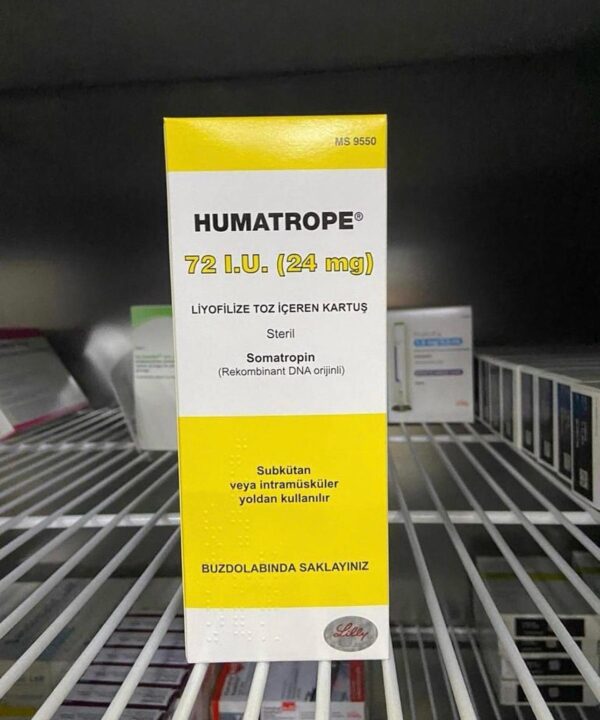 MS 9550
HUMATROPE®
72 I.U. (24 mg)
LİYOFİLİZE TOZ İÇEREN KARTUŞ
Steril
Somatropin
(Rekombinant DNA orijinli)
Subkütan
veya intramüsküler
yoldan kullanılır
BUZDOLABINDA SAKLAYINIZ
Lilly